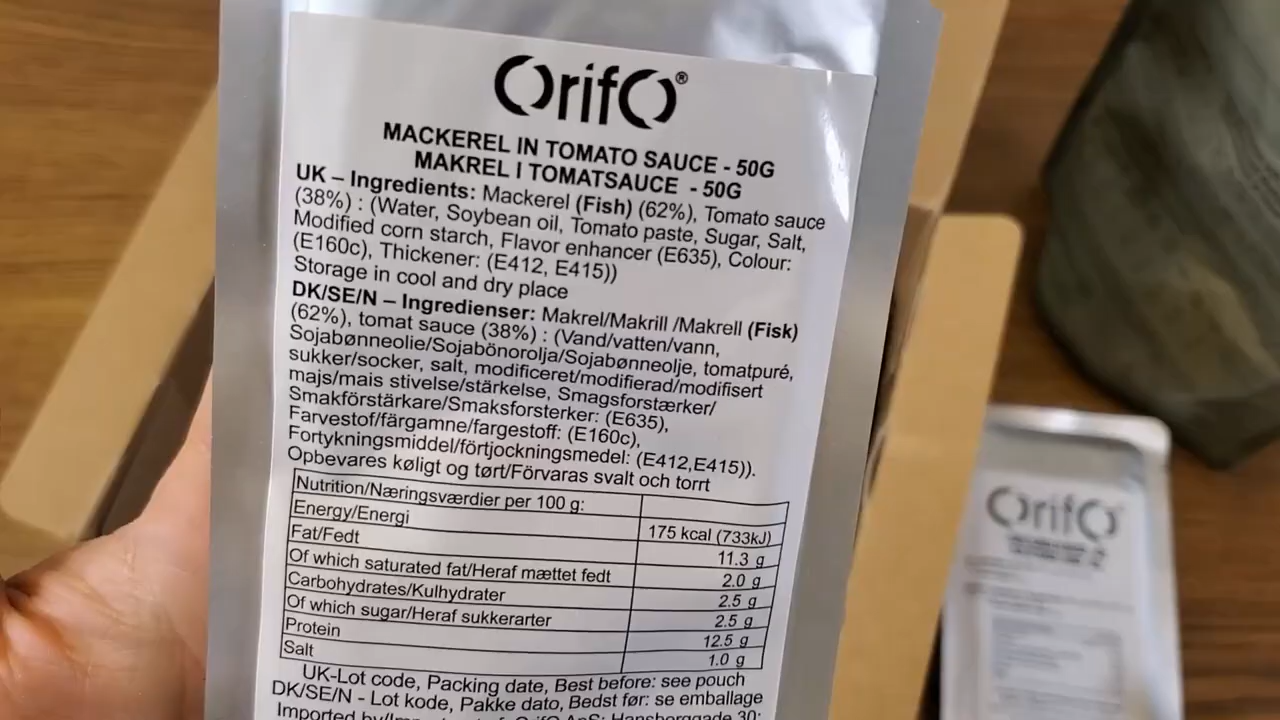 OrifO®
MACKEREL IN TOMATO SAUCE - 50G
MAKREL I TOMATSAUCE - 50G
UK – Ingredients: Mackerel (Fish) (62%), Tomato sauce
(38%) : (Water, Soybean oil, Tomato paste, Sugar, Salt,
Modified corn starch, Flavor enhancer (E635), Colour:
(E160c), Thickener: (E412, E415))
Storage in cool and dry place
DK/SE/N – Ingredienser: Makrel/Makrill /Makrell (Fisk)
(62%), tomat sauce (38%) : (Vand/vatten/vann,
Sojabønneolie/Sojabönorolja/Sojabønneolje, tomatpuré,
sukker/socker, salt, modificeret/modifierad/modifisert
majs/mais stivelse/stärkelse, Smagsforstærker/
Smakförstärkare/Smaksforsterker: (E635),
Farvestof/färgamne/fargestoff: (E160c),
Fortykningsmiddel/förtjockningsmedel: (E412,E415)).
Opbevares køligt og tørt/Förvaras svalt och torrt
Nutrition/Næringsværdier per 100 g:
Energy/Energi 175 kcal (733kJ)
Fat/Fedt 11.3 g
Of which saturated fat/Heraf mættet fedt 2.0 g
Carbohydrates/Kulhydrater 2.5 g
Of which sugar/Heraf sukkerarter 2.5 g
Protein 12.5 g
Salt 1.0 g
UK-Lot code, Packing date, Best before: see pouch
DK/SE/N - Lot kode, Pakke dato, Bedst før: se emballage
Imported OrifO ApS: Hansborggade 30;
OrifO